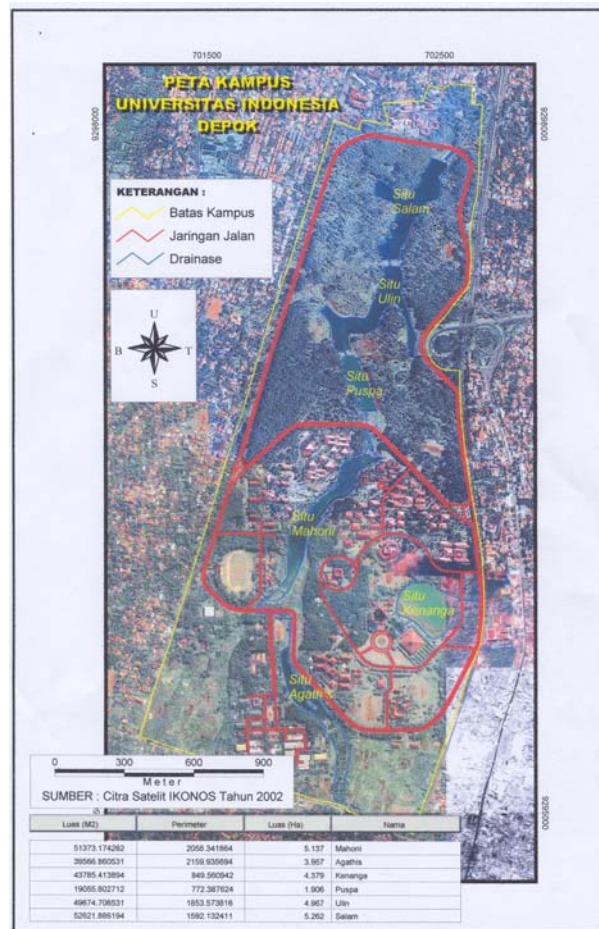 701500
702500
PETA KAMPUS
UNIVERSITAS INDONESIA
DEPOK
9298000
9298000
KETERANGAN :
Batas Kampus
Jaringan Jalan
Drainase
U
B
T
S
Situ
Salam
Situ
Ulin
Situ
Puspa
Situ
Mahoni
Situ
Kenanga
Situ
Agathis
0 300 600 900
Meter
SUMBER : Citra Satelit IKONOS Tahun 2002
9295000
Luas (M2) Perimeter Luas (Ha) Nama
51373.174262 2058.341864 5.137 Mahoni
39566.860531 2159.935694 3.957 Agathis
43785.413894 849.560942 4.379 Kenanga
19055.802712 772.387624 1.906 Puspa
49674.708531 1853.573816 4.967 Ulin
52621.886194 1592.132411 5.262 Salam